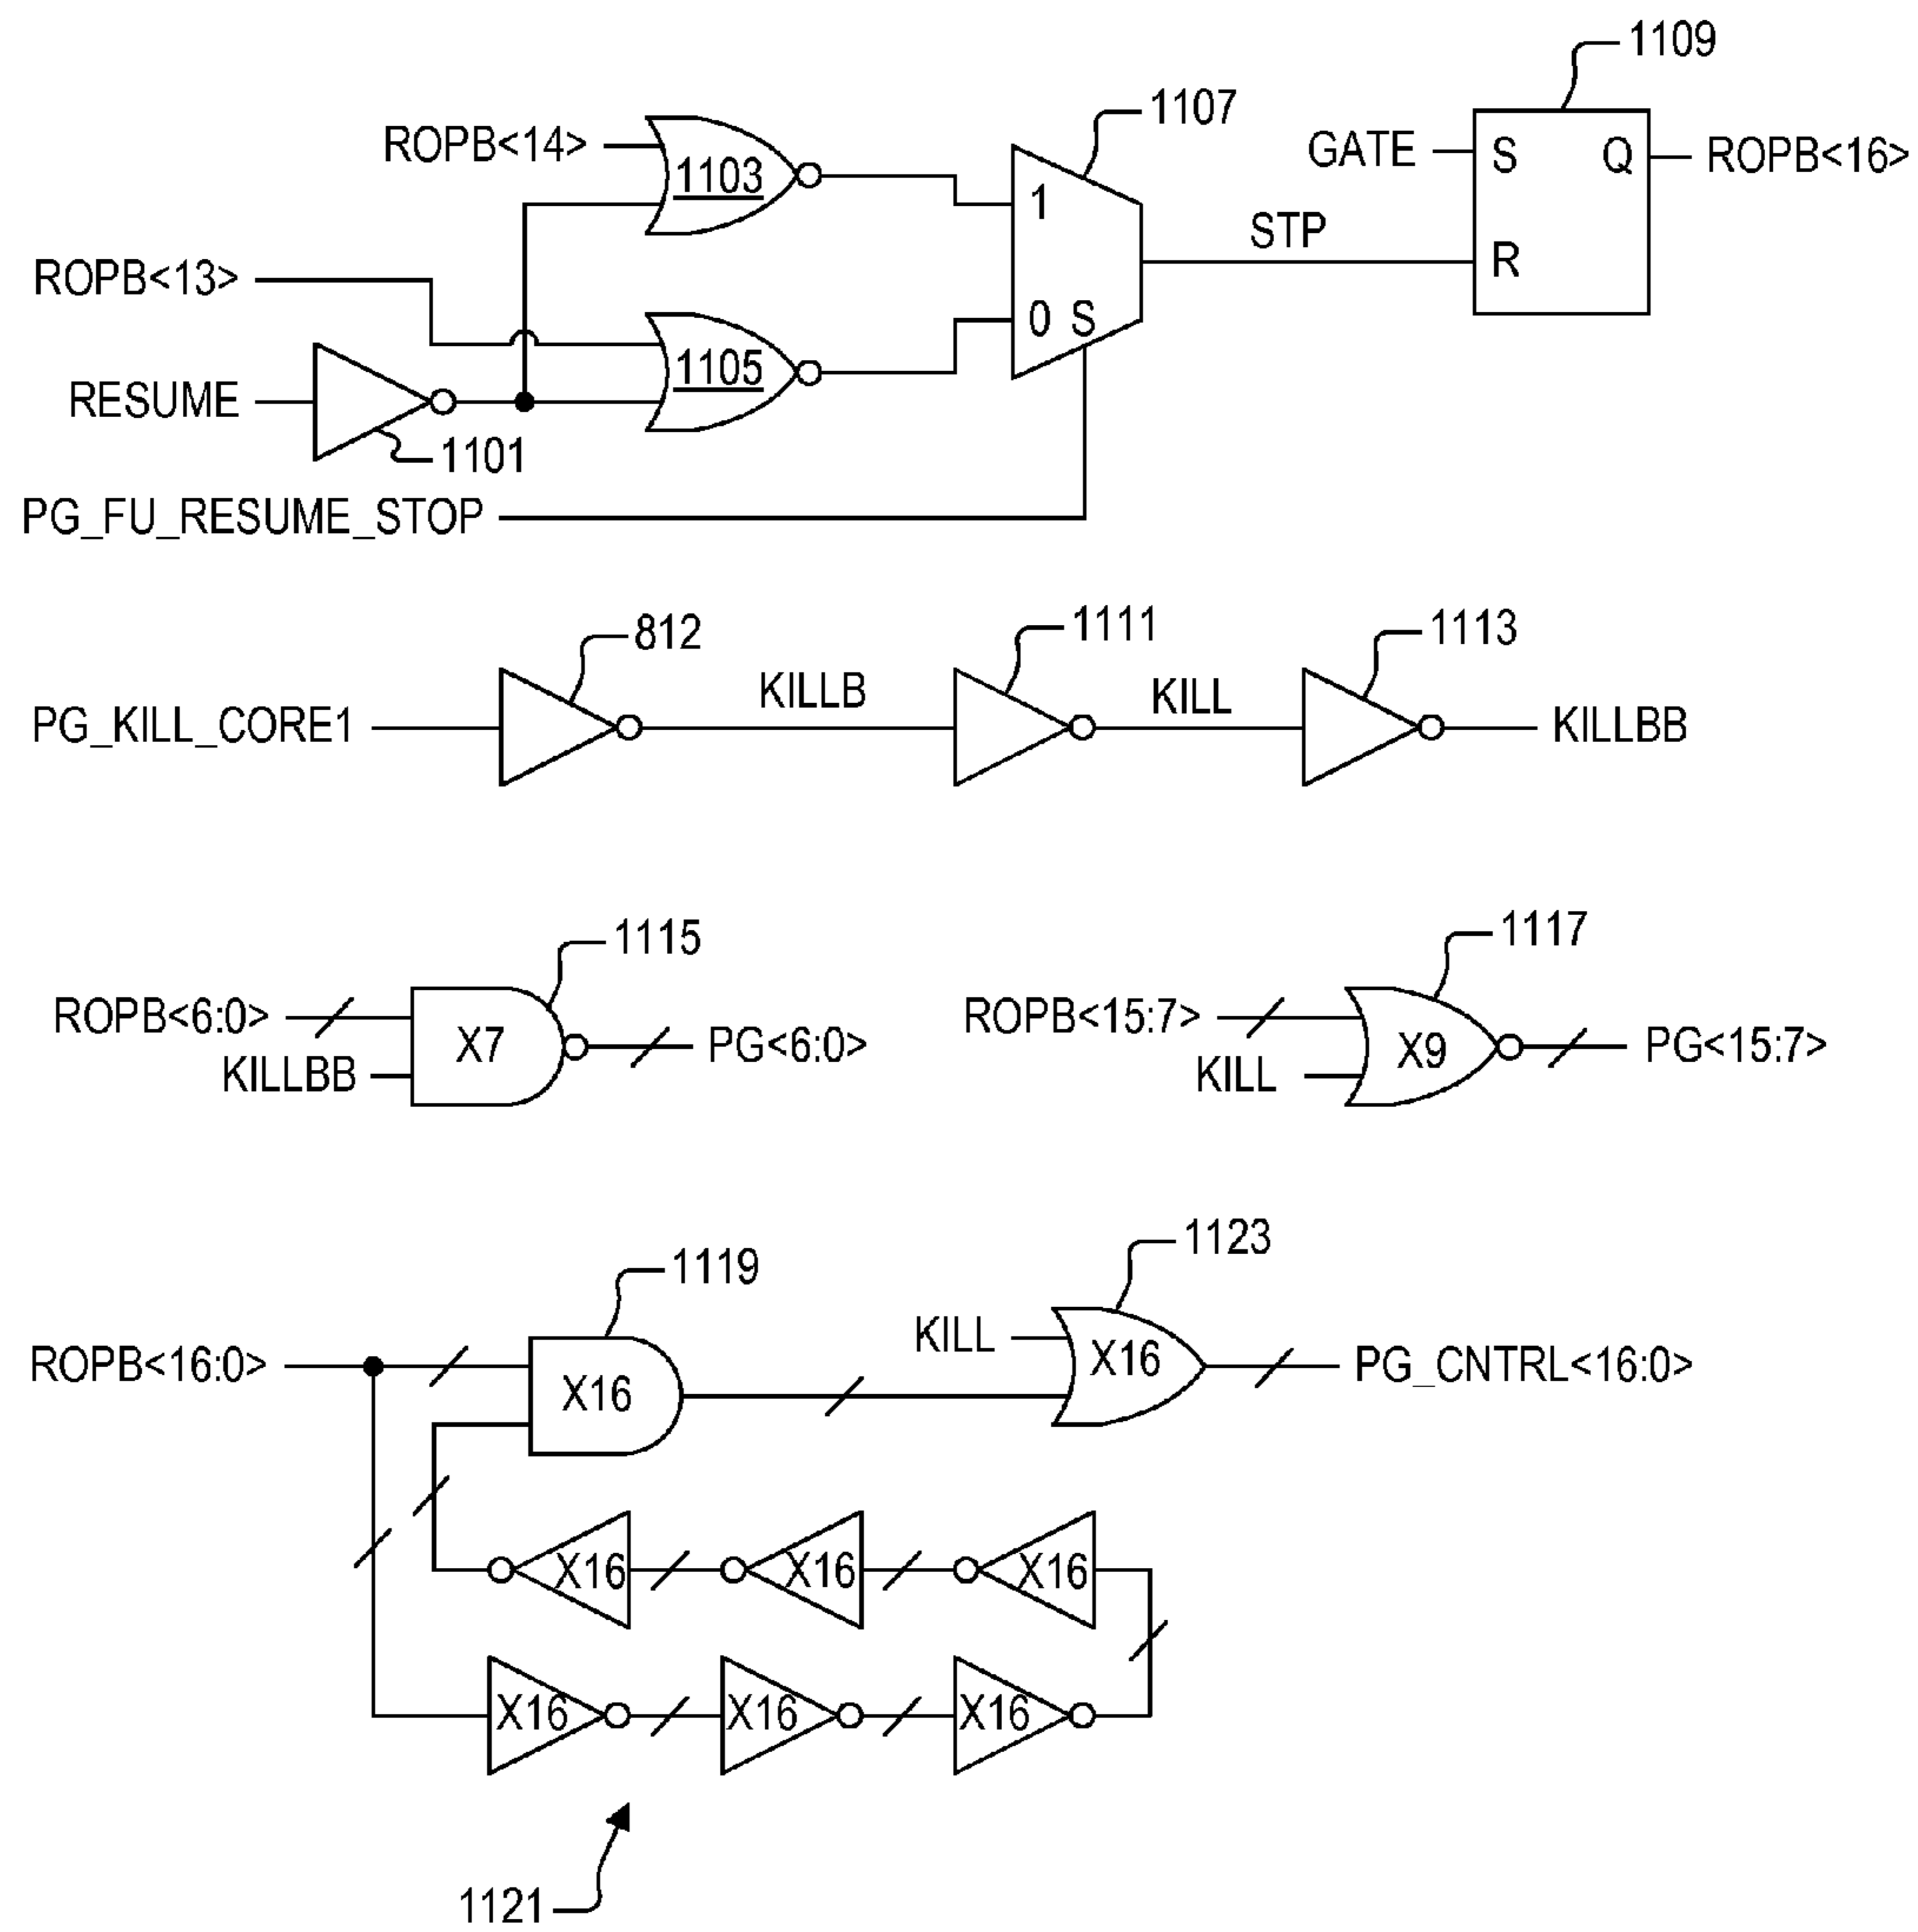 1109
1107
ROPB<14>
1103
GATE
S
Q
ROPB<16>
1
STP
R
ROPB<13>
0 S
1105
RESUME
1101
PG_FU_RESUME_STOP
812
1111
1113
PG_KILL_CORE1
KILLB
KILL
KILLBB
1115
1117
ROPB<6:0>
X7
PG<6:0>
KILLBB
ROPB<15:7>
X9
PG<15:7>
KILL
1119
1123
ROPB<16:0>
X16
KILL
X16
PG_CNTRL<16:0>
X16
X16
X16
X16
X16
X16
1121